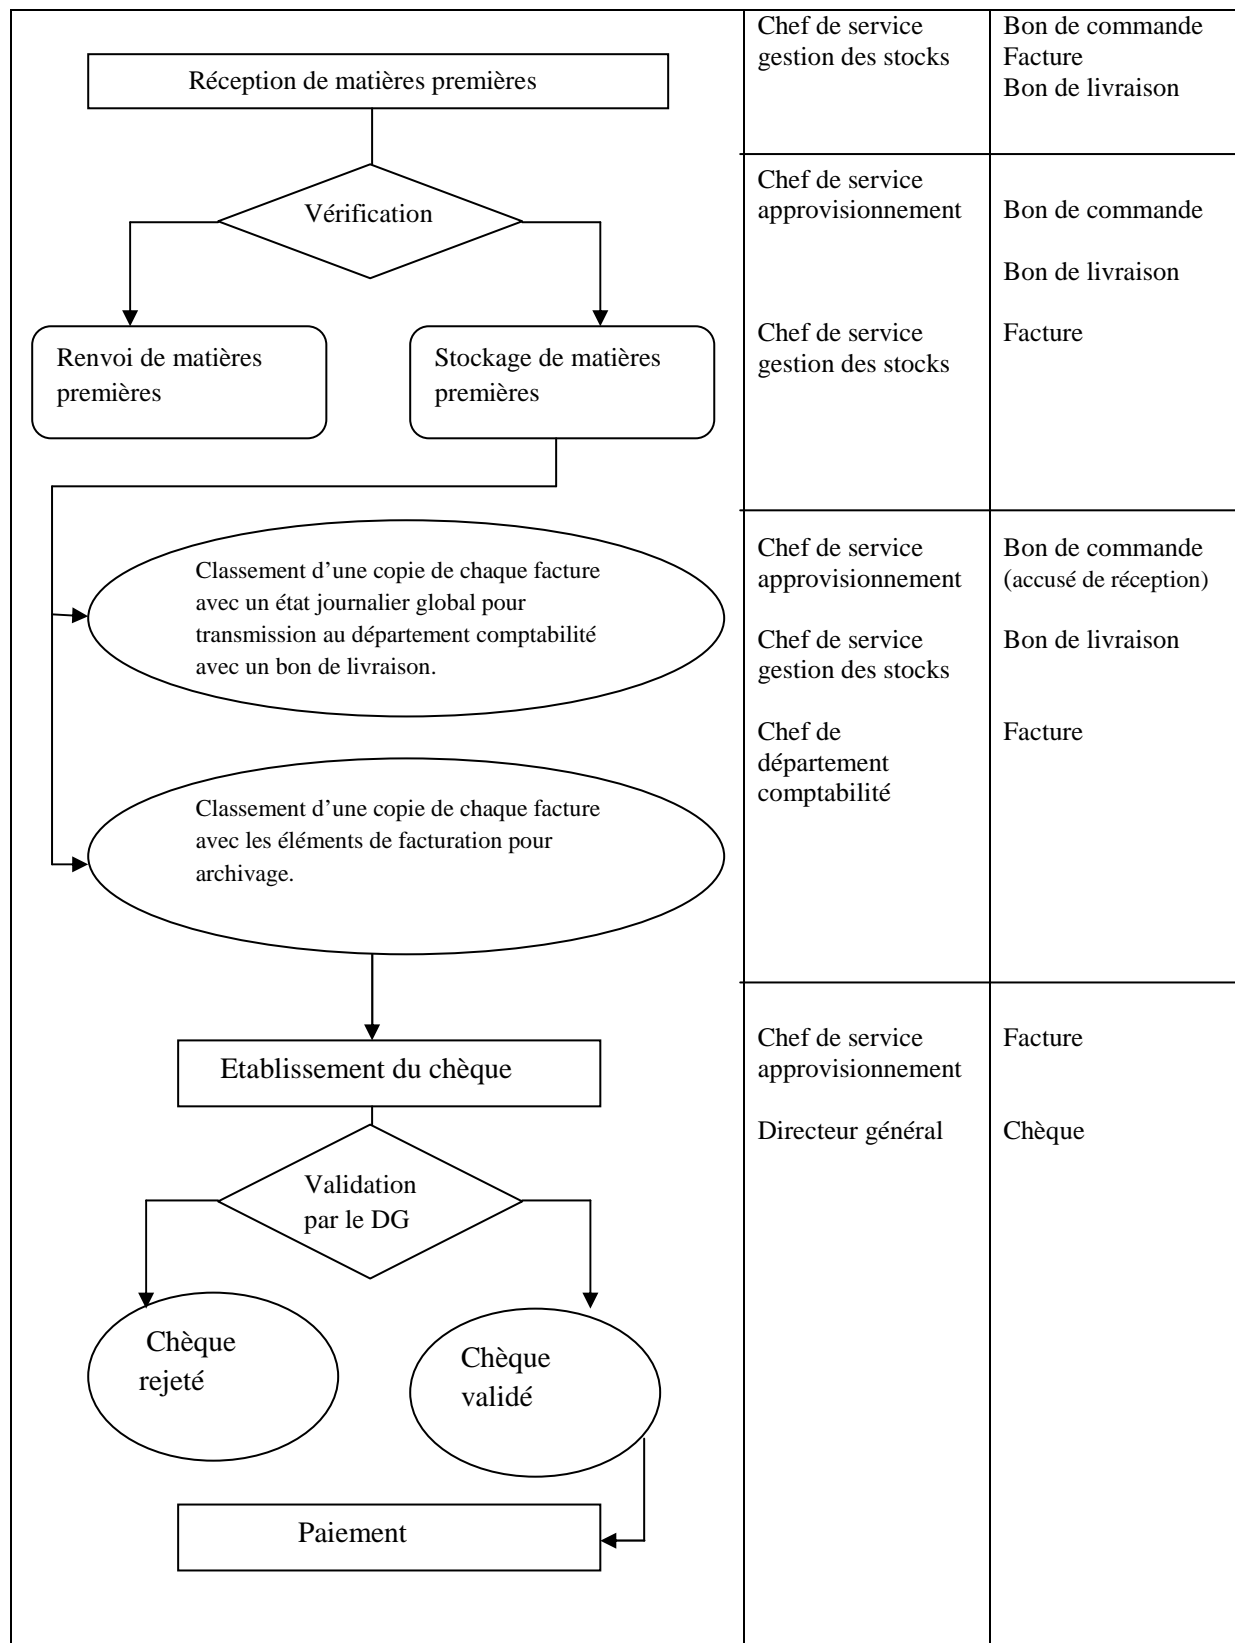 Réception de matières premières
Chef de service
gestion des stocks
Bon de commande
Facture
Bon de livraison
Vérification
Chef de service
approvisionnement
Bon de commande
Bon de livraison
Renvoi de matières
premières
Stockage de matières
premières
Chef de service
gestion des stocks
Facture
Classement d’une copie de chaque facture
avec un état journalier global pour
transmission au département comptabilité
avec un bon de livraison.
Chef de service
approvisionnement
Bon de commande
(accusé de réception)
Chef de service
gestion des stocks
Bon de livraison
Classement d’une copie de chaque facture
avec les éléments de facturation pour
archivage.
Chef de
département
comptabilité
Facture
Etablissement du chèque
Chef de service
approvisionnement
Facture
Validation
par le DG
Directeur général
Chèque
Chèque
rejeté
Chèque
validé
Paiement